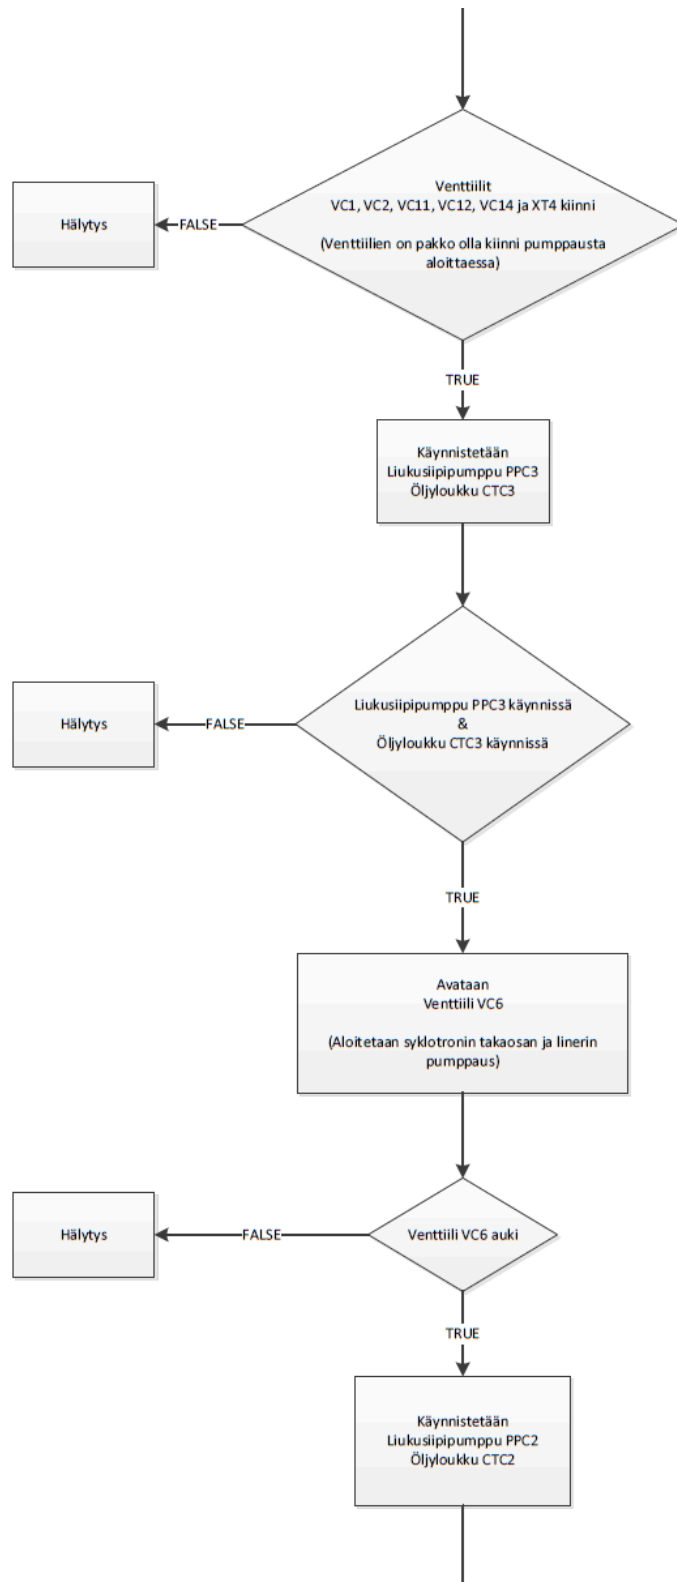 Venttiilit
VC1, VC2, VC11, VC12, VC14 ja XT4 kiinni
(Venttiilien on pakko olla kiinni pumppausta
aloittaessa)
FALSE
Hälytys
TRUE
Käynnistetään
Liukusiipipumppu PPC3
Öljyloukku CTC3
Liukusiipipumppu PPC3 käynnissä
&
Öljyloukku CTC3 käynnissä
FALSE
Hälytys
TRUE
Avataan
Venttiili VC6
(Aloitetaan syklotronin takaosan ja linerin
pumppaus)
Venttiili VC6 auki
FALSE
Hälytys
TRUE
Käynnistetään
Liukusiipipumppu PPC2
Öljyloukku CTC2